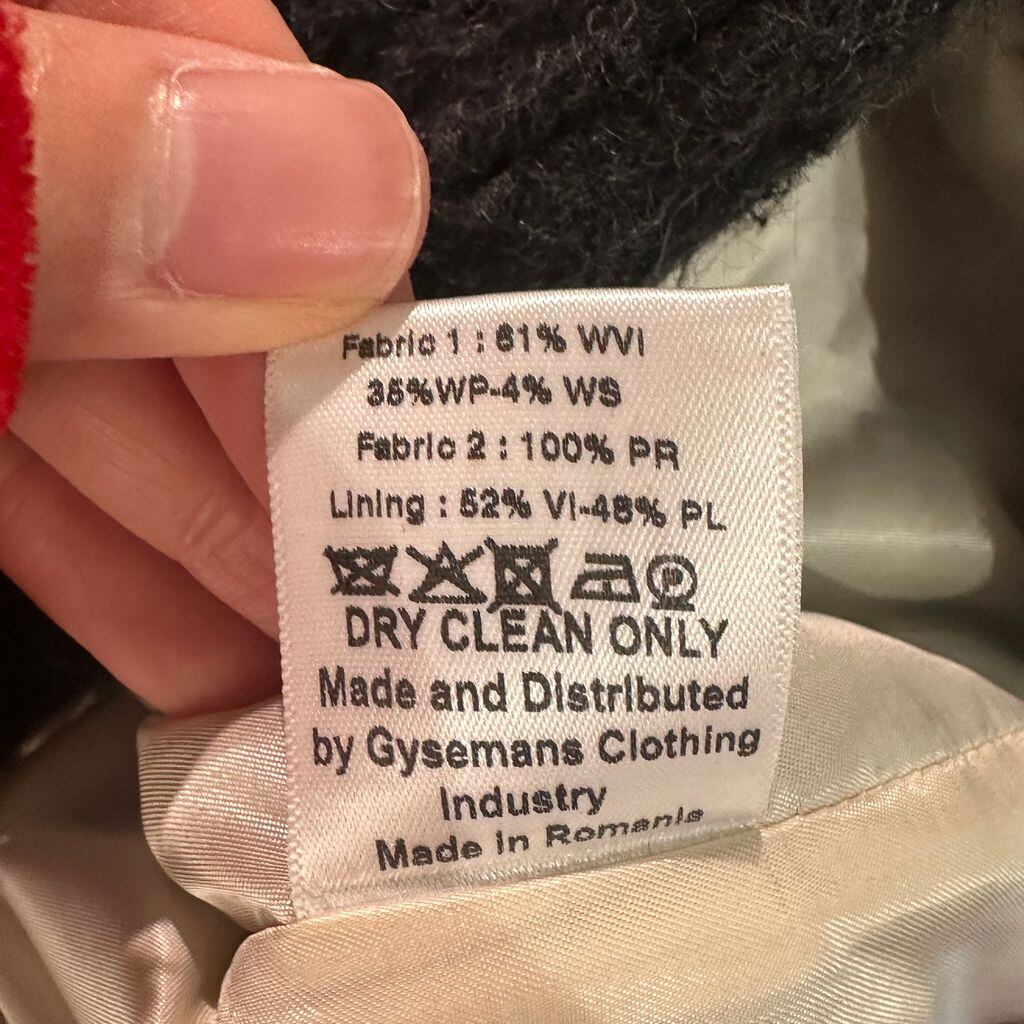 Fabric 1 : 61% WVI
35%WP-4% WS
Fabric 2 : 100% PR
Lining : 52% VI-48% PL
P
DRY CLEAN ONLY
Made and Distributed
by Gysemans Clothing
Industry
Made in Romania